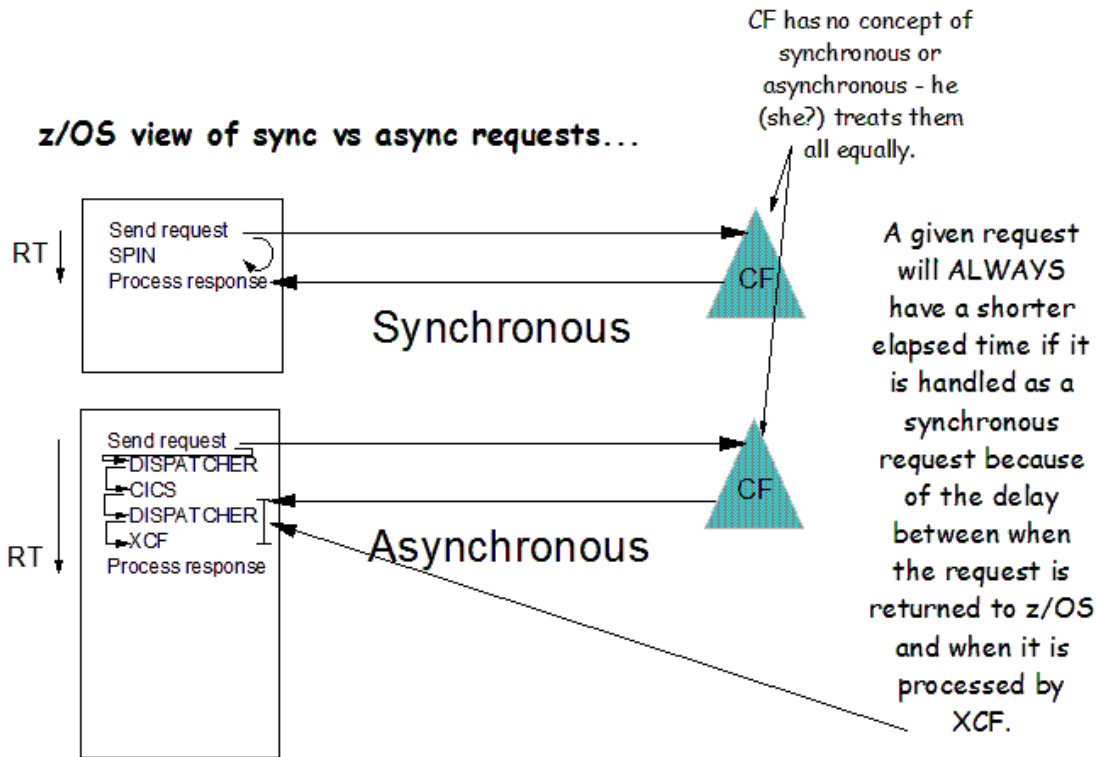 CF has no concept of
synchronous or
asynchronous - he
(she?) treats them
all equally.
z/OS view of sync vs async requests...
RT
Send request
SPIN
Process response
CF
Synchronous
A given request
will ALWAYS
have a shorter
elapsed time if it
is handled as a
synchronous
request because
of the delay
between when
the request is
returned to z/OS
and when it is
processed by
XCF.
RT
Send request
DISPATCHER
CICS
DISPATCHER
XCF
Process response
CF
Asynchronous